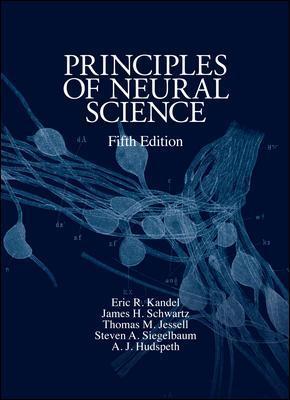 PRINCIPLES
OF NEURAL
SCIENCE
Fifth Edition
Eric R. Kandel
James H. Schwartz
Thomas M. Jessell
Steven A. Siegelbaum
A. J. Hudspeth